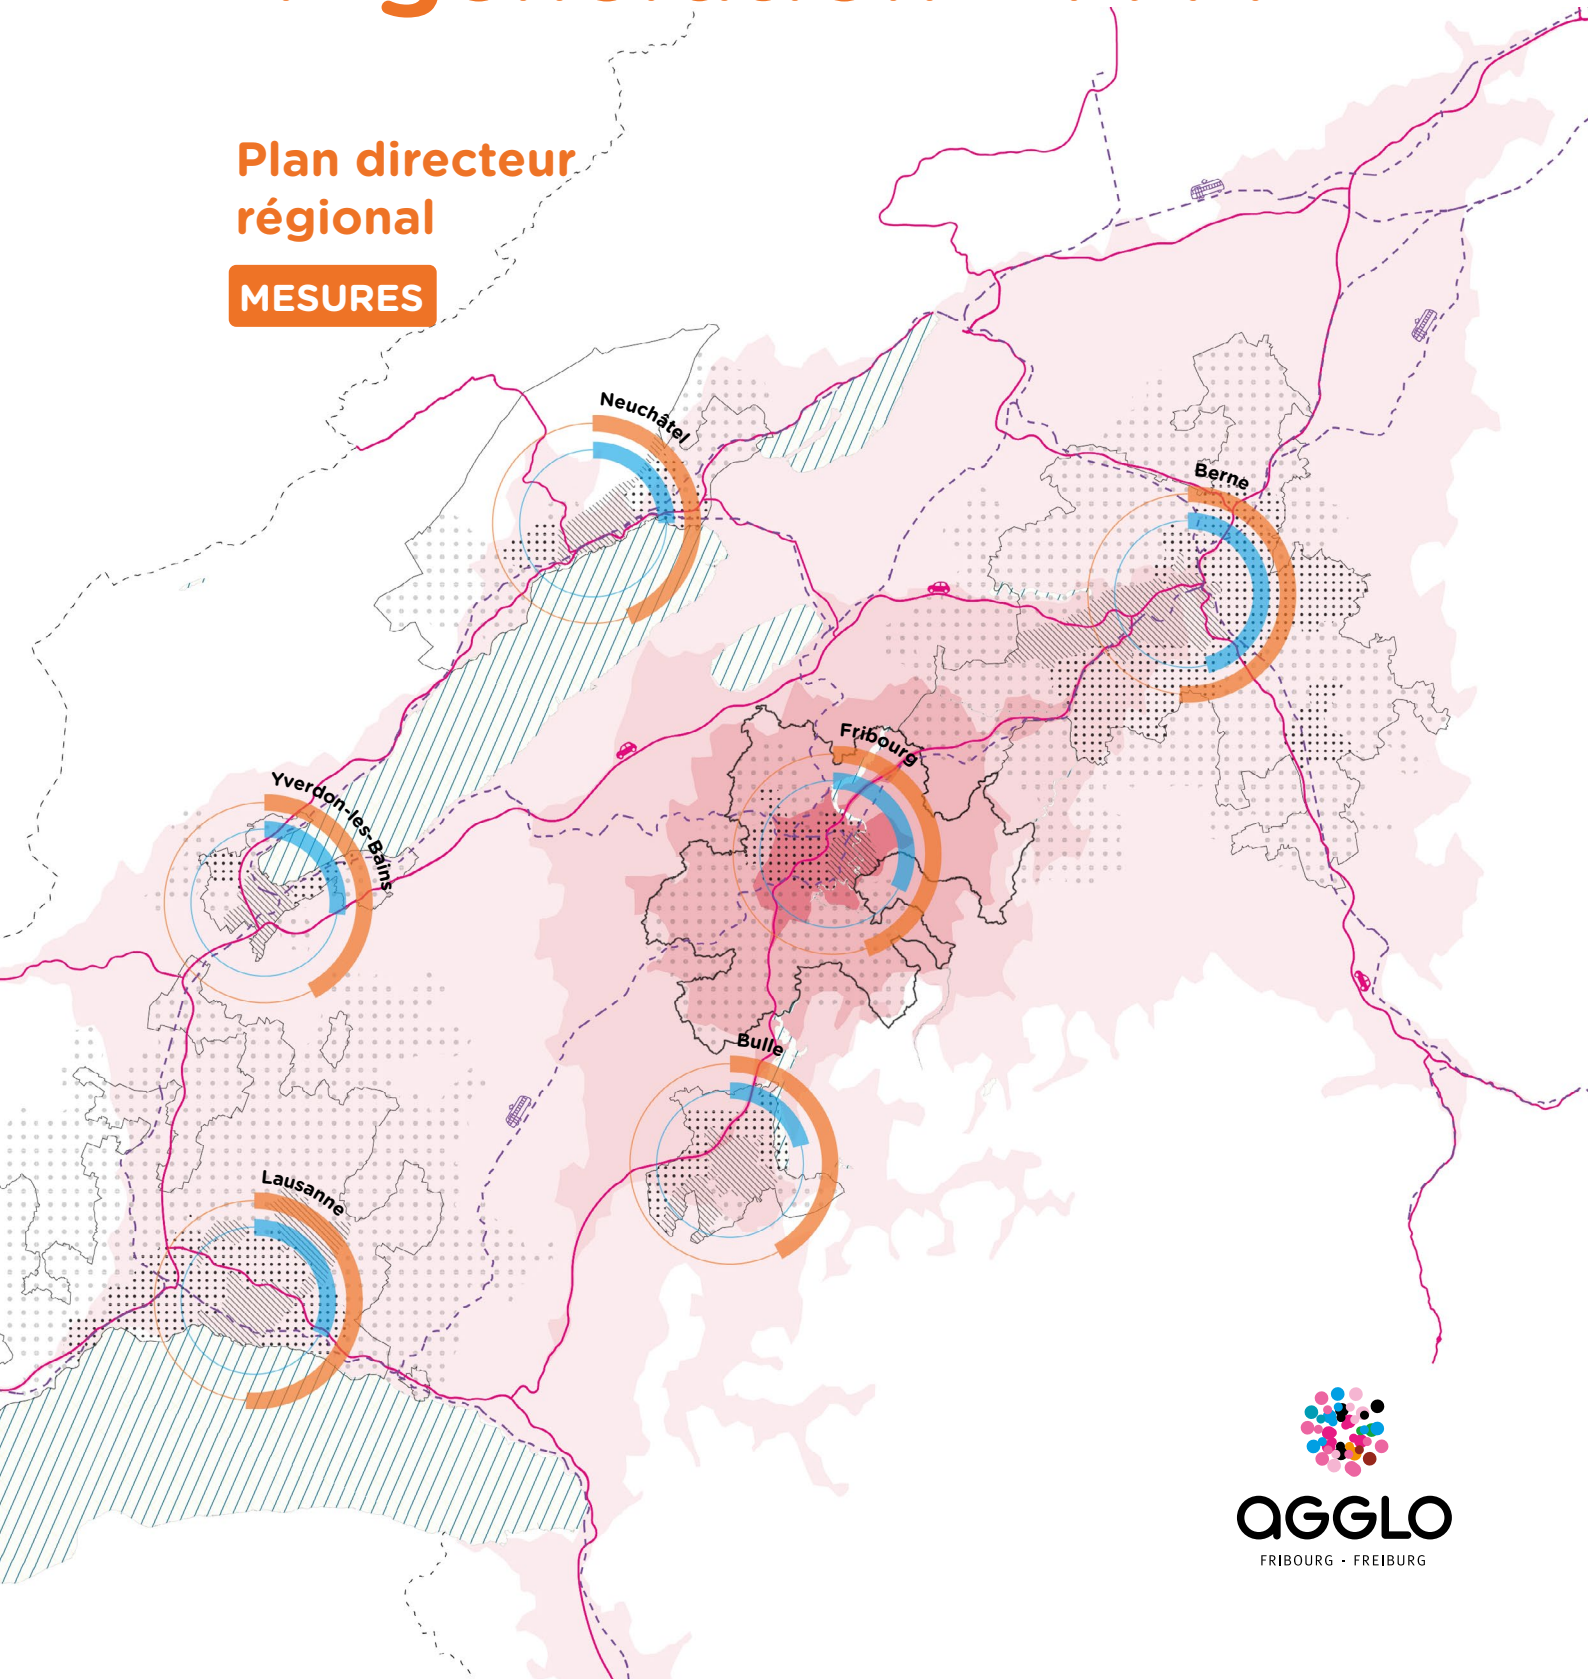 Plan directeur
régional
MESURES
Neuchâtel
Berne
Fribourg
Yverdon-les-Bains
Bulle
Lausanne
AGGLO
FRIBOURG - FREIBURG